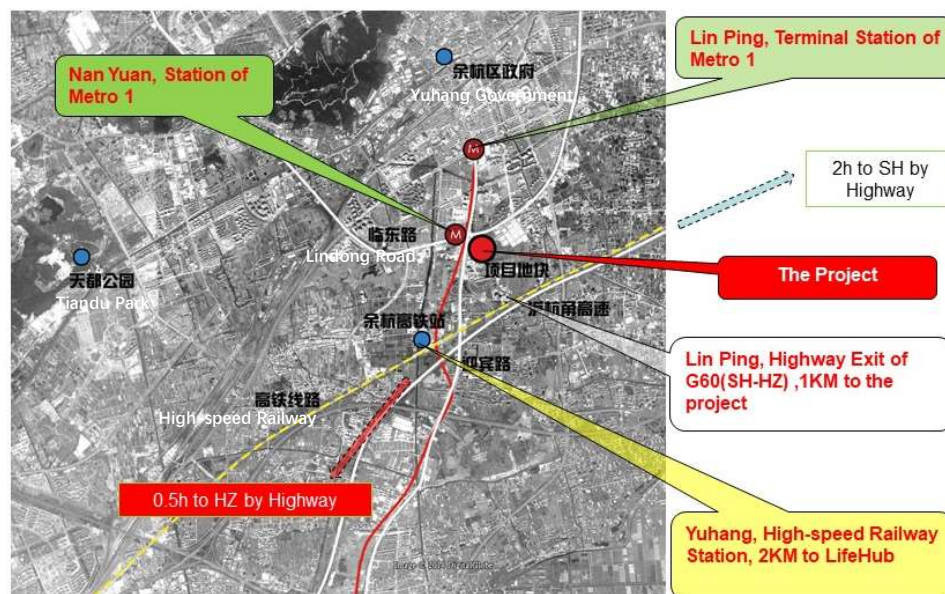 Lin Ping, Terminal Station of
Metro 1
Nan Yuan, Station of
Metro 1
余杭区政府
Yuhang Government
M
2h to SH by
Highway
M
临东路
Lindong Road
项目地块
The Project
天都公园
Tiandu Park
沪杭甬高速
余杭高铁站
迎宾路
Lin Ping, Highway Exit of
G60(SH-HZ) ,1KM to the
project
高铁线路
High-speed Railway
0.5h to HZ by Highway
Yuhang, High-speed Railway
Station, 2KM to LifeHub
Image © 2014 DigitalGlobe